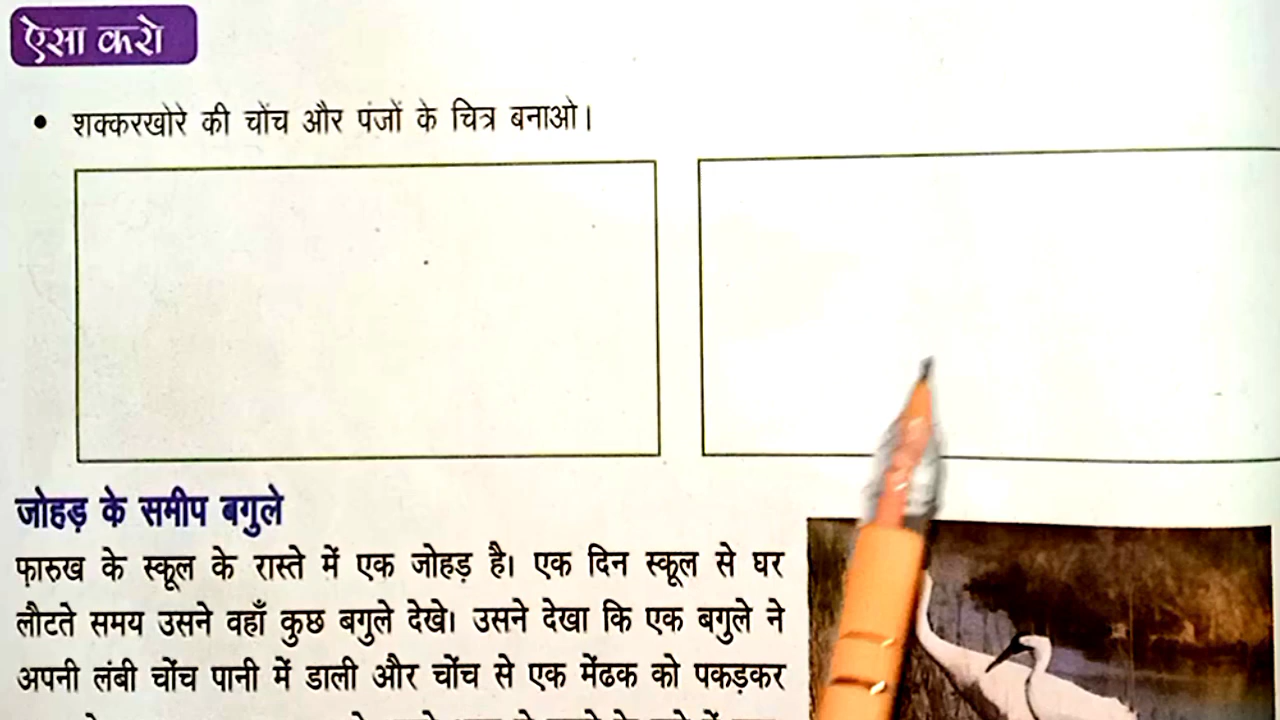 ऐसा करो
• शक्करखोरे की चोंच और पंजों के चित्र बनाओ।
जोहड़ के समीप बगुले
फ़ारुख के स्कूल के रास्ते में एक जोहड़ है। एक दिन स्कूल से घर
लौटते समय उसने वहाँ कुछ बगुले देखे। उसने देखा कि एक बगुले ने
अपनी लंबी चोंच पानी में डाली और चोंच से एक मेंढक को पकड़कर